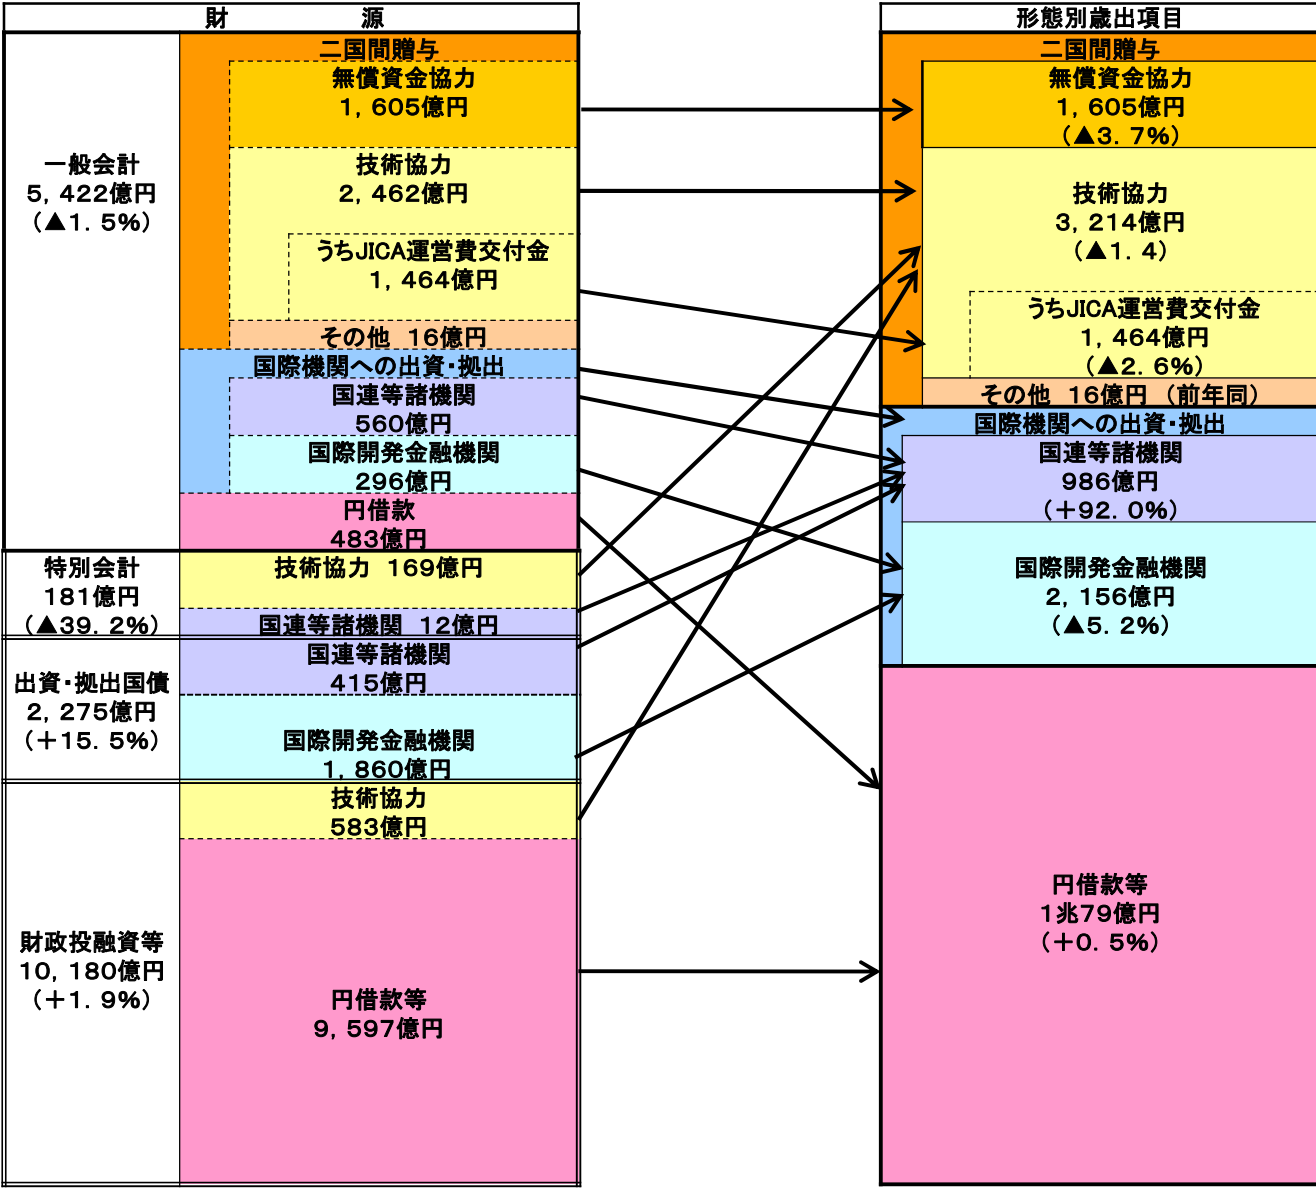 財　源
一般会計
5，422億円
（▲1．5%）
二国間贈与
無償資金協力
1，605億円
技術協力
2，462億円
うちJICA運営費交付金
1，464億円
その他　16億円
国際機関への出資・拠出
国連等諸機関
560億円
国際開発金融機関
296億円
円借款
483億円
特別会計
181億円
（▲39．2%）
技術協力　169億円
国連等諸機関　12億円
出資・拠出国債
2，275億円
（＋15．5%）
国連等諸機関
415億円
国際開発金融機関
1，860億円
財政投融資等
10，180億円
（＋1．9%）
技術協力
583億円
円借款等
9，597億円
形態別歳出項目
二国間贈与
無償資金協力
1，605億円
（▲3．7%）
技術協力
3，214億円
（▲1．4）
うちJICA運営費交付金
1，464億円
（▲2．6%）
その他　16億円　（前年同）
国際機関への出資・拠出
国連等諸機関
986億円
（＋92．0%）
国際開発金融機関
2，156億円
（▲5．2%）
円借款等
1兆79億円
（＋0．5%）